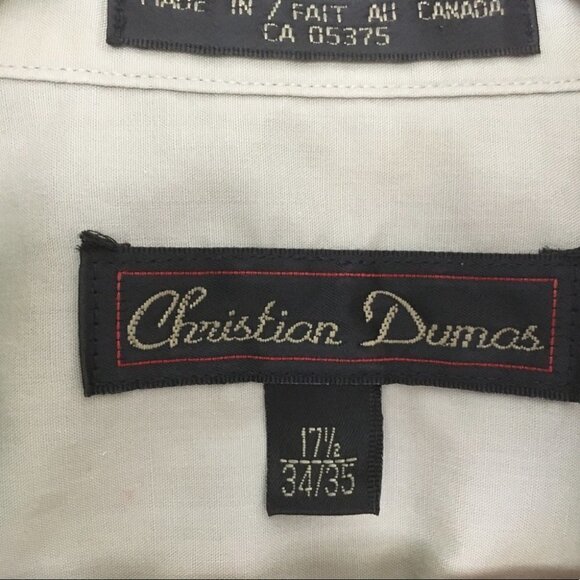 MADE IN / FAIT AU CANADA
CA 05375
Christian Dumas
17½
34/35